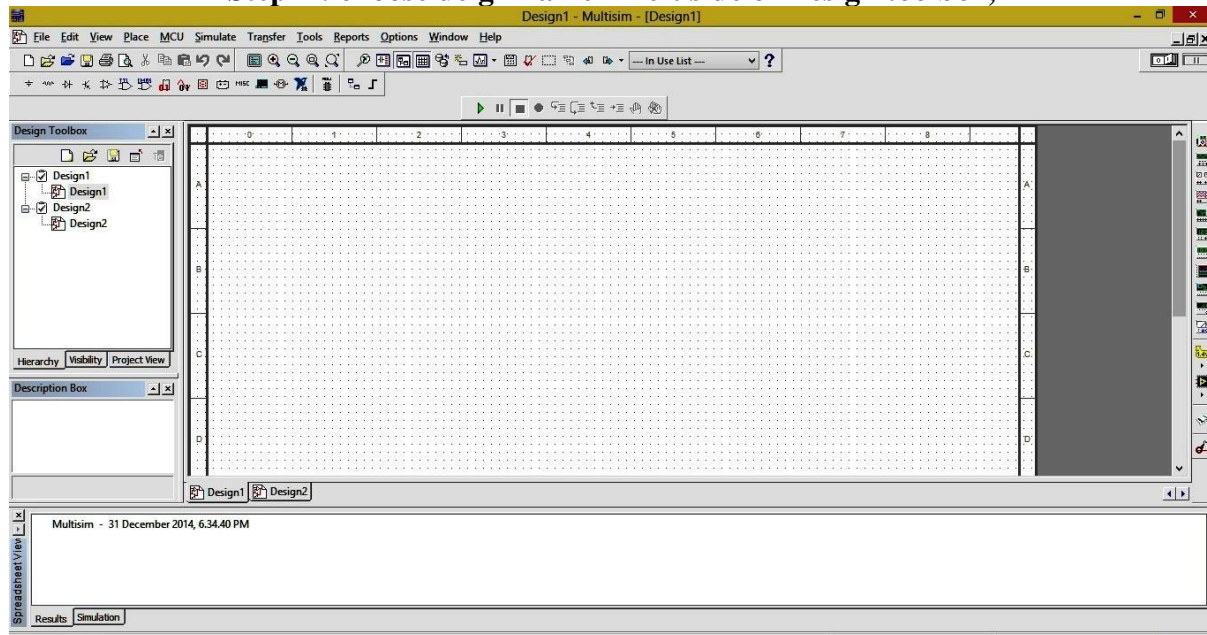 Design1 - Multisim - [Design1]
File Edit View Place MCU Simulate Transfer Tools Reports Options Window Help
--- In Use List --- ?
MISC
Design Toolbox
0 1 2 3 4 5 6 7 8
Design1
Design1
Design2
Design2
A A
B B
C C
D D
Hierarchy Visibility Project View
Description Box
Design1 Design2
Multisim - 31 December 2014, 6.34.40 PM
Spreadsheet View
Results Simulation